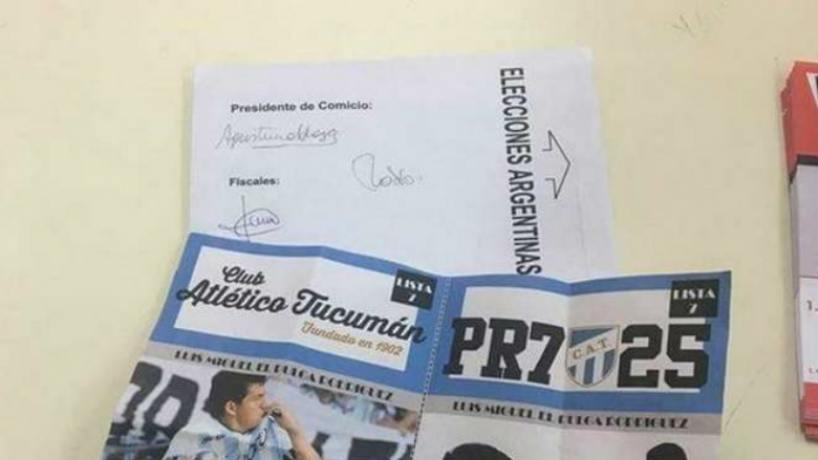 Presidente de Comicio:
Fiscales:
ELECCIONES ARGENTINAS
Club
Atlético Tucumán
Fundado en 1902
LISTA
7
LUIS MIGUEL EL PULGA RODRIGUEZ
PR7 C.A.T. 25
LISTA
7
LUIS MIGUEL EL PULGA RODRIGUEZ